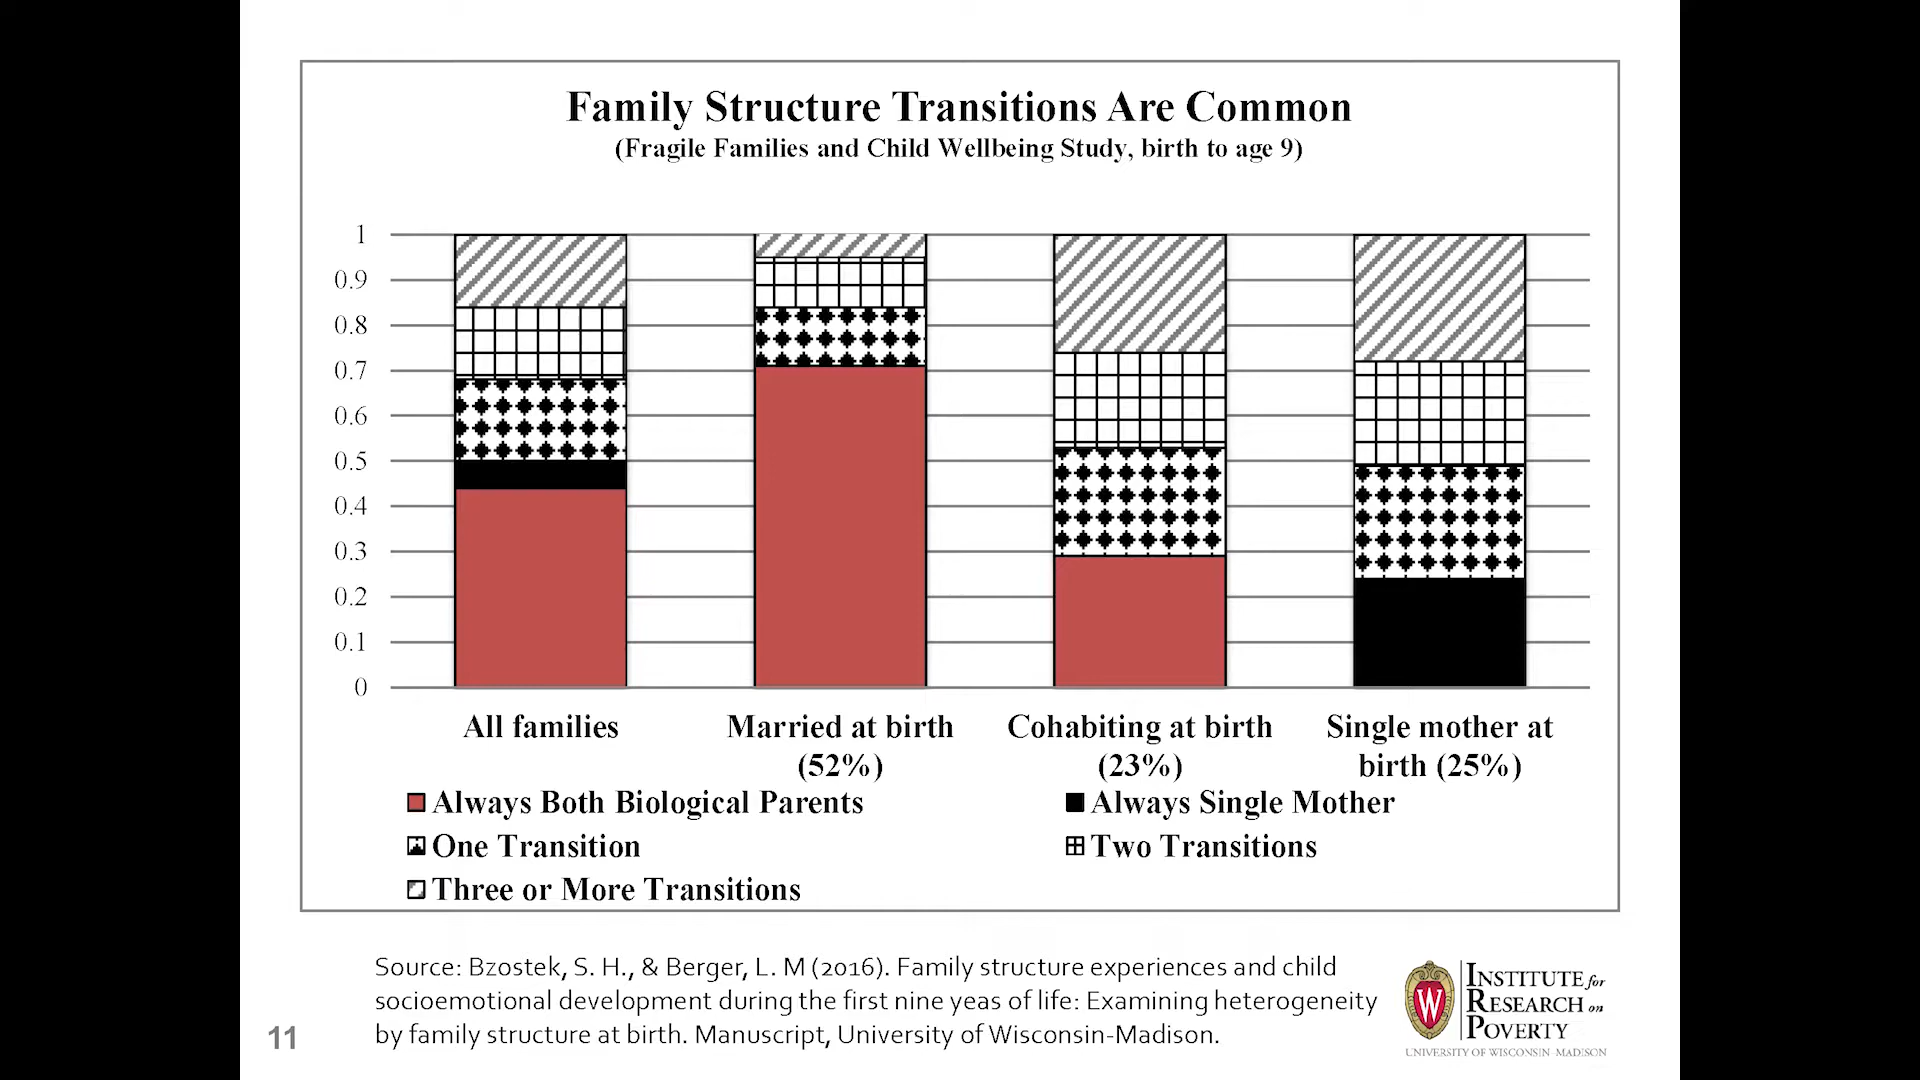 Family Structure Transitions Are Common
(Fragile Families and Child Wellbeing Study, birth to age 9)
1
0.9
0.8
0.7
0.6
0.5
0.4
0.3
0.2
0.1
0
All families
Married at birth
(52%)
Cohabiting at birth
(23%)
Single mother at
birth (25%)
Always Both Biological Parents
Always Single Mother
One Transition
Two Transitions
Three or More Transitions
Source: Bzostek, S. H., & Berger, L. M (2016). Family structure experiences and child
socioemotional development during the first nine yeas of life: Examining heterogeneity
by family structure at birth. Manuscript, University of Wisconsin-Madison.
11
W
INSTITUTE for
RESEARCH on
POVERTY
UNIVERSITY OF WISCONSIN-MADISON